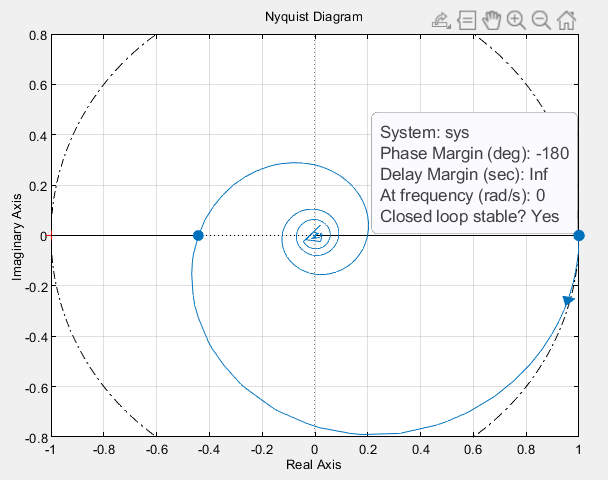 Nyquist Diagram
0.8
0.6
0.4
0.2
0
-0.2
-0.4
-0.6
-0.8
Imaginary Axis
System: sys
Phase Margin (deg): -180
Delay Margin (sec): Inf
At frequency (rad/s): 0
Closed loop stable? Yes
-1 -0.8 -0.6 -0.4 -0.2 0 0.2 0.4 0.6 0.8 1
Real Axis